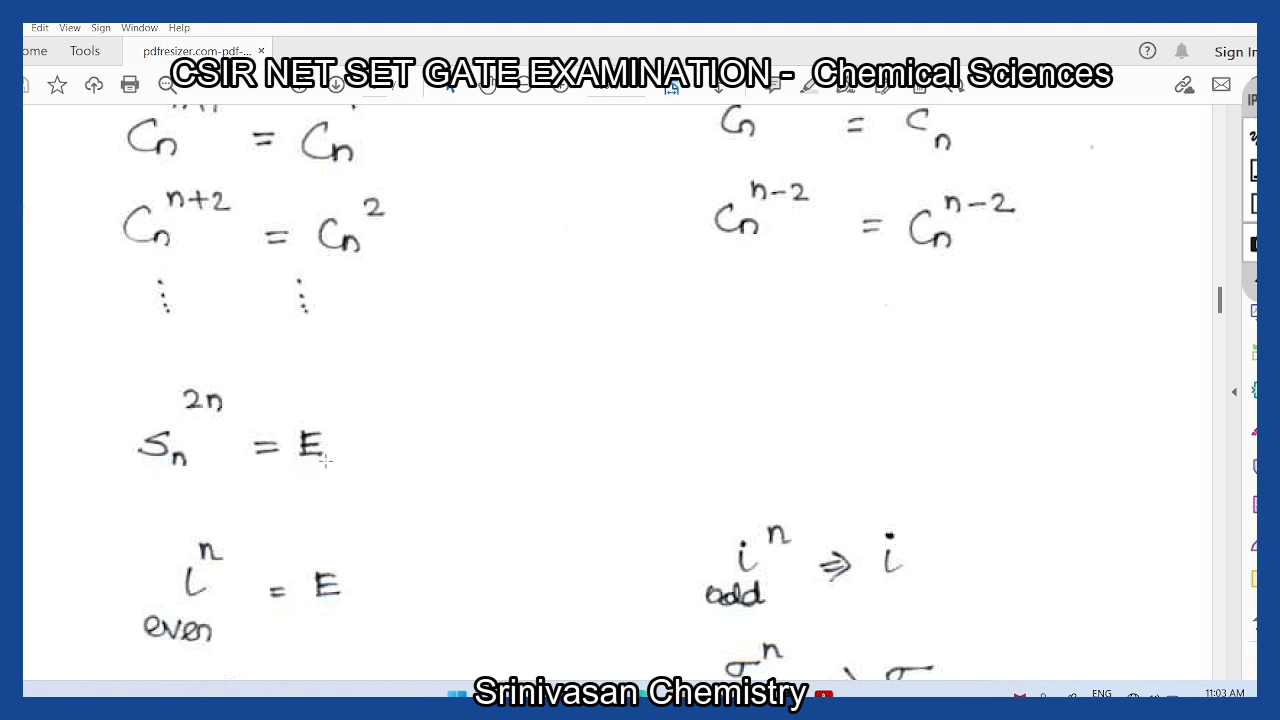 Edit View Sign Window Help
ome Tools pdfresizer.com-pdf-... × Sign In
CSIR NET SET GATE EXAMINATION - Chemical Sciences
Cn = Cn
Cn = Cn
Cn^n+2 = Cn^2
Cn^n-2 = Cn^n-2
⋮ ⋮
Sn^2n = E
i^n = E
even
i^n ⇒ i
odd
σ^n σ
Srinivasan Chemistry
ENG
11:03 AM